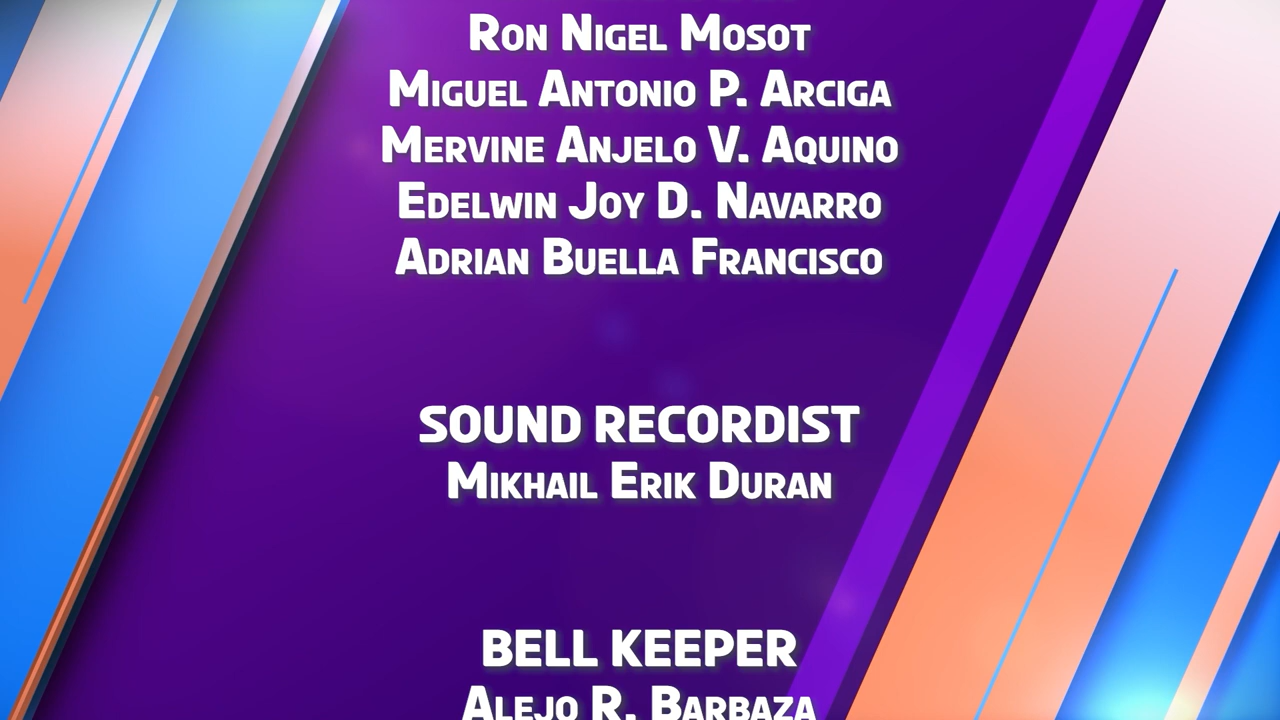 Ron Nigel Mosot
Miguel Antonio P. Arciga
Mervine Anjelo V. Aquino
Edelwin Joy D. Navarro
Adrian Buella Francisco
SOUND RECORDIST
Mikhail Erik Duran
BELL KEEPER
Alejo R. Barbaza